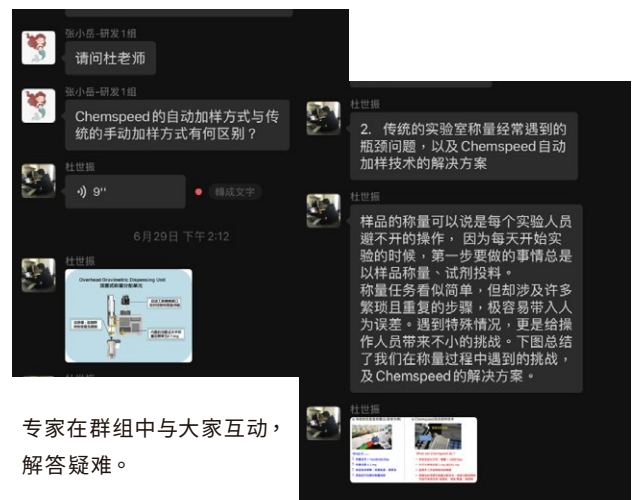 张小岳-研发1组
请问杜老师
张小岳-研发1组
Chemspeed的自动加样方式与传
统的手动加样方式有何区别？
杜世振
9''
转成文字
6月29日 下午2:12
杜世振
Overhead Gravimetric Dispensing Unit
顶置式称量分配单元
杜世振
2. 传统的实验室称量经常遇到的
瓶颈问题，以及Chemspeed自动
加样技术的解决方案
杜世振
样品的称量可以说是每个实验人员
避不开的操作， 因为每天开始实
验的时候，第一步要做的事情总是
以样品称量、试剂投料。
称量任务看似简单，但却涉及许多
繁琐且重复的步骤，极容易带入人
为误差。遇到特殊情况，更是给操
作人员带来不小的挑战。下图总结
了我们在称量过程中遇到的挑战，
及Chemspeed的解决方案。
杜世振
专家在群组中与大家互动，
解答疑难。